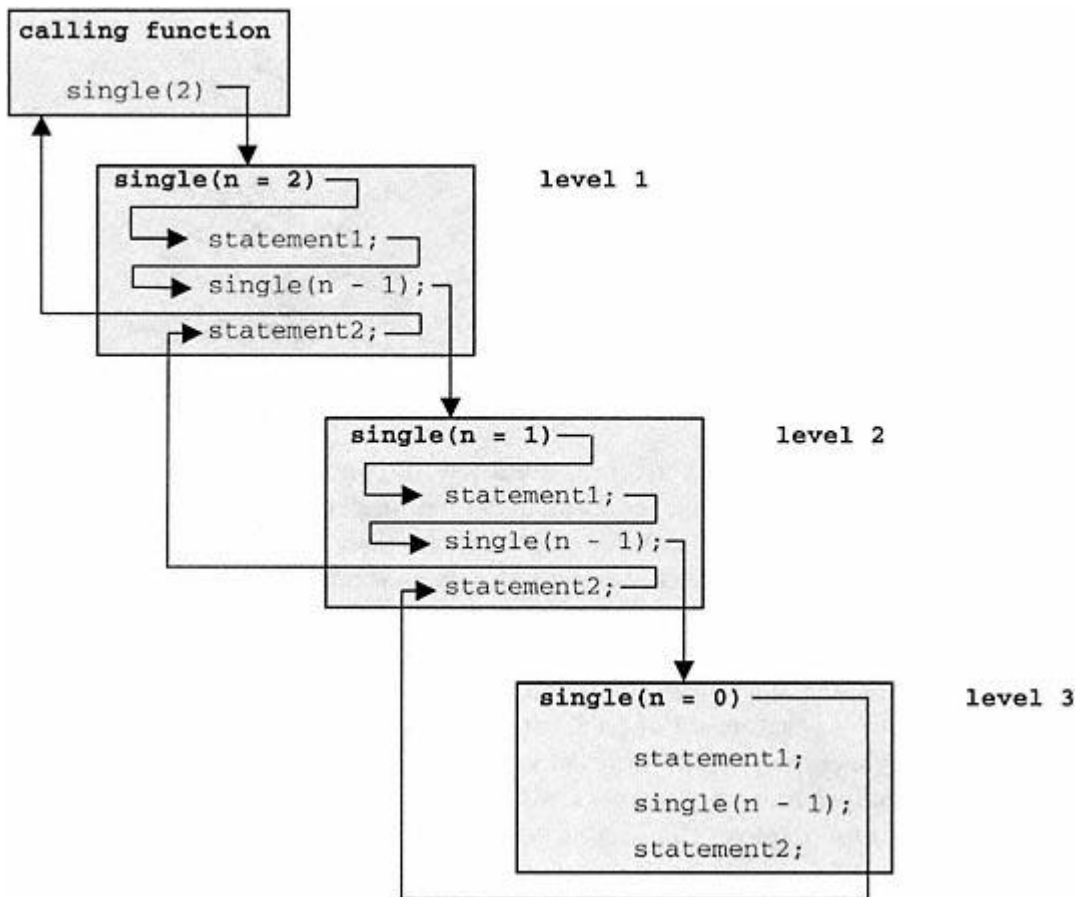 calling function
single(2)
single(n = 2)
level 1
statement1;
single(n - 1);
statement2;
single(n = 1)
level 2
statement1;
single(n - 1);
statement2;
single(n = 0)
level 3
statement1;
single(n - 1);
statement2;